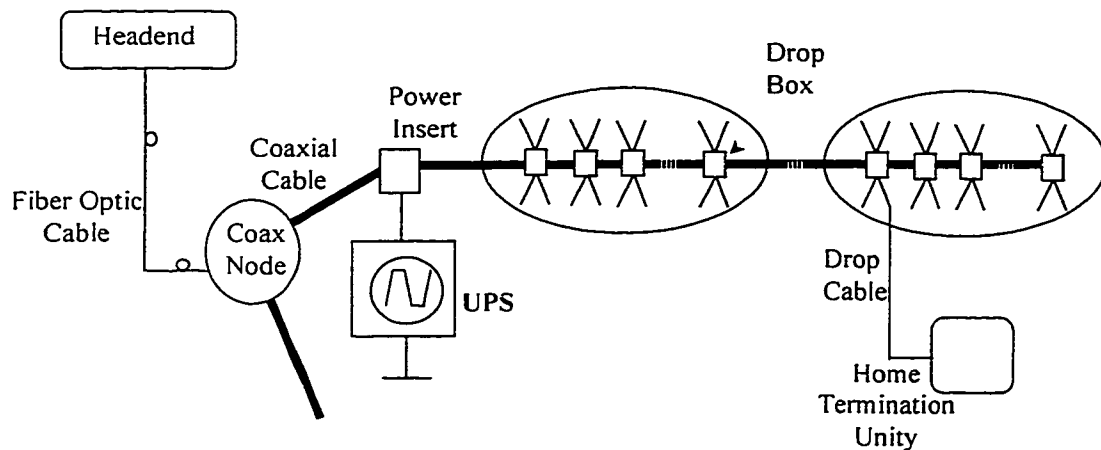 Headend
Drop
Box
Power
Insert
Coaxial
Cable
Fiber Optic
Cable
Coax
Node
UPS
Drop
Cable
Home
Termination
Unity